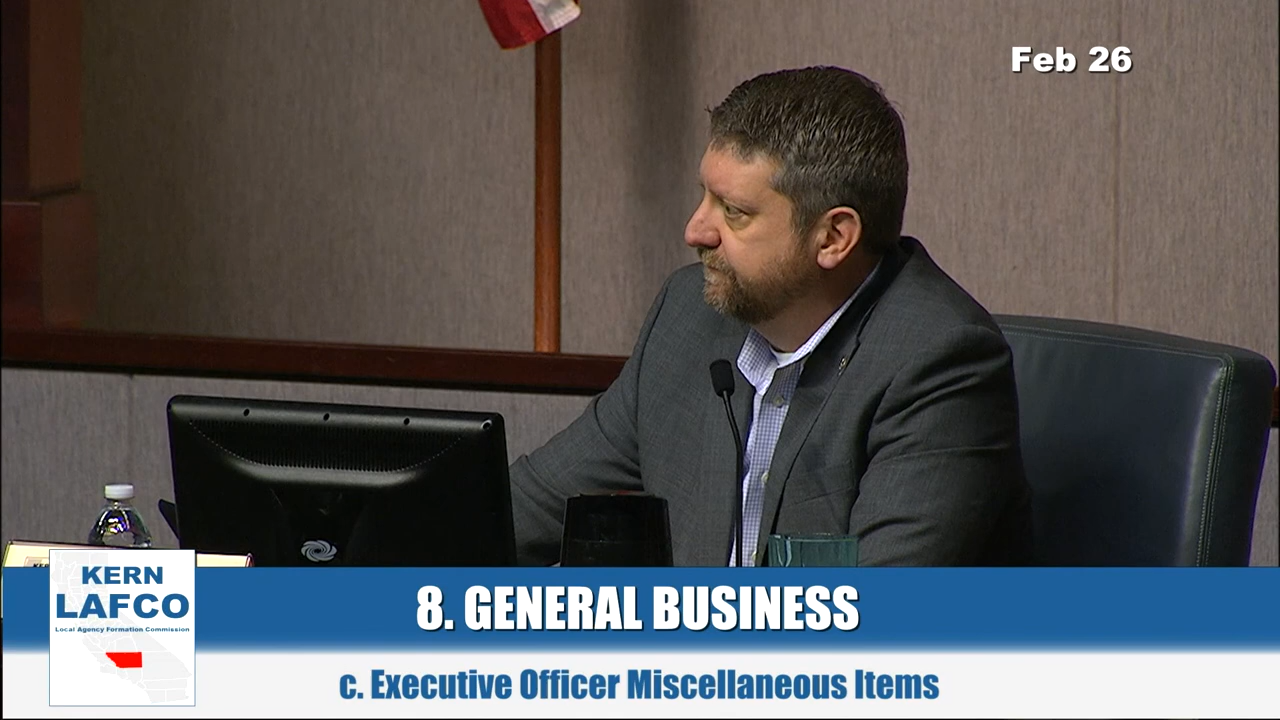 Feb 26
KERN
LAFCO
Local Agency Formation Commission
8. GENERAL BUSINESS
c. Executive Officer Miscellaneous Items